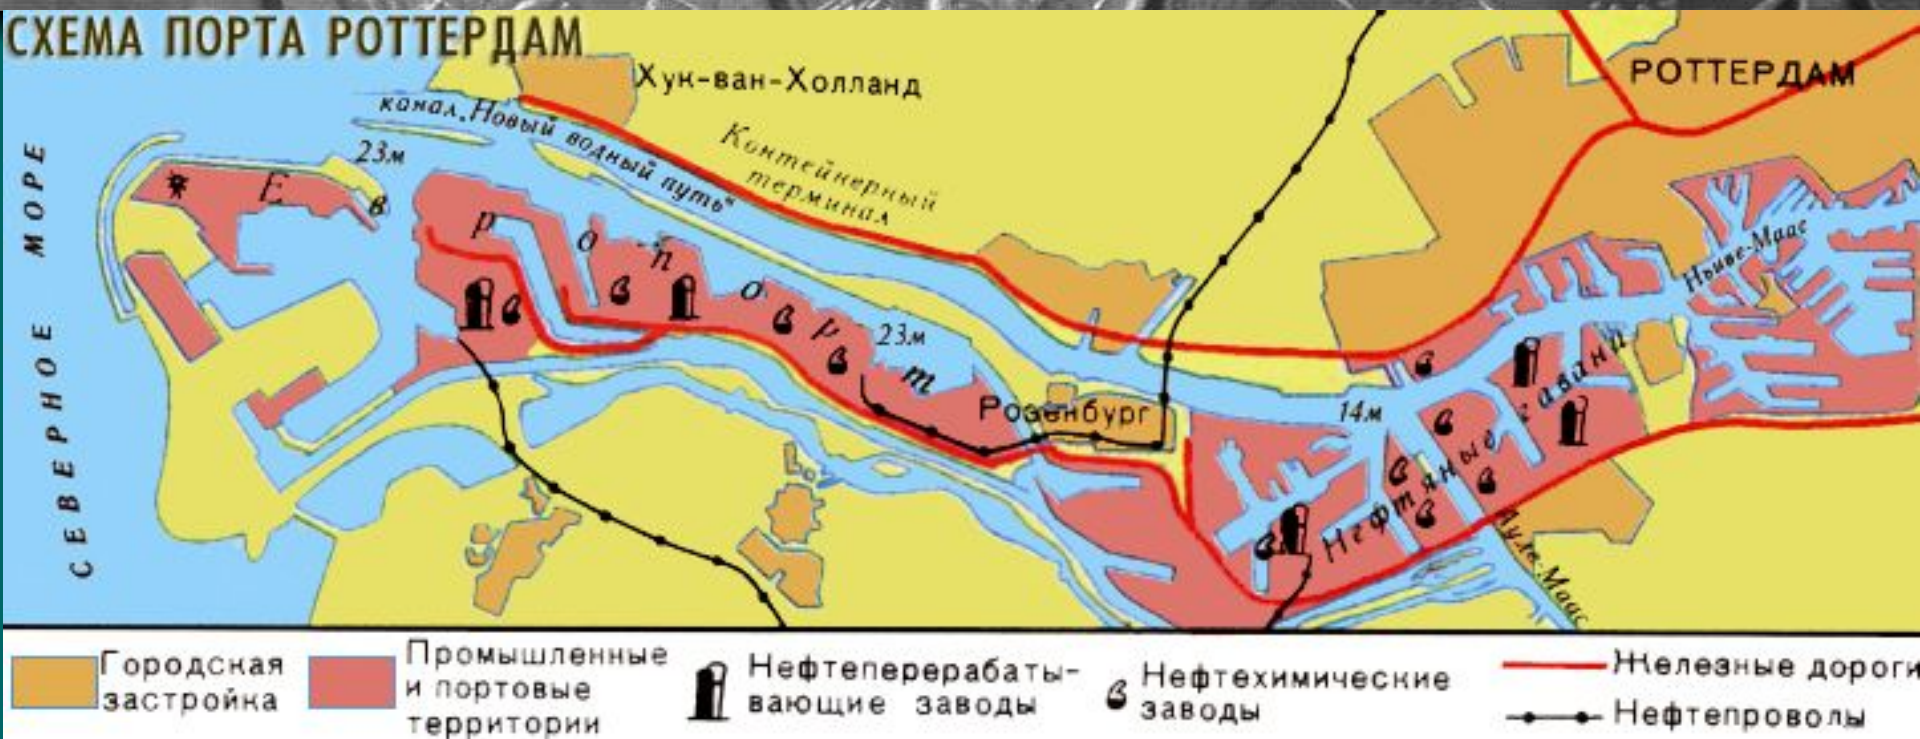 СХЕМА ПОРТА РОТТЕРДАМ
Хук-ван-Холланд
РОТТЕРДАМ
канал „Новый водный путь"
Контейнерный
терминал
СЕВЕРНОЕ МОРЕ
23м
Европорт
23м
Розенбург
14м
Ньиве-Маас
Нефтяные гавани
Ауде-Маас
Городская
застройка
Промышленные
и портовые
территории
Нефтеперерабаты-
вающие заводы
Нефтехимические
заводы
Железные дороги
Нефтепроводы